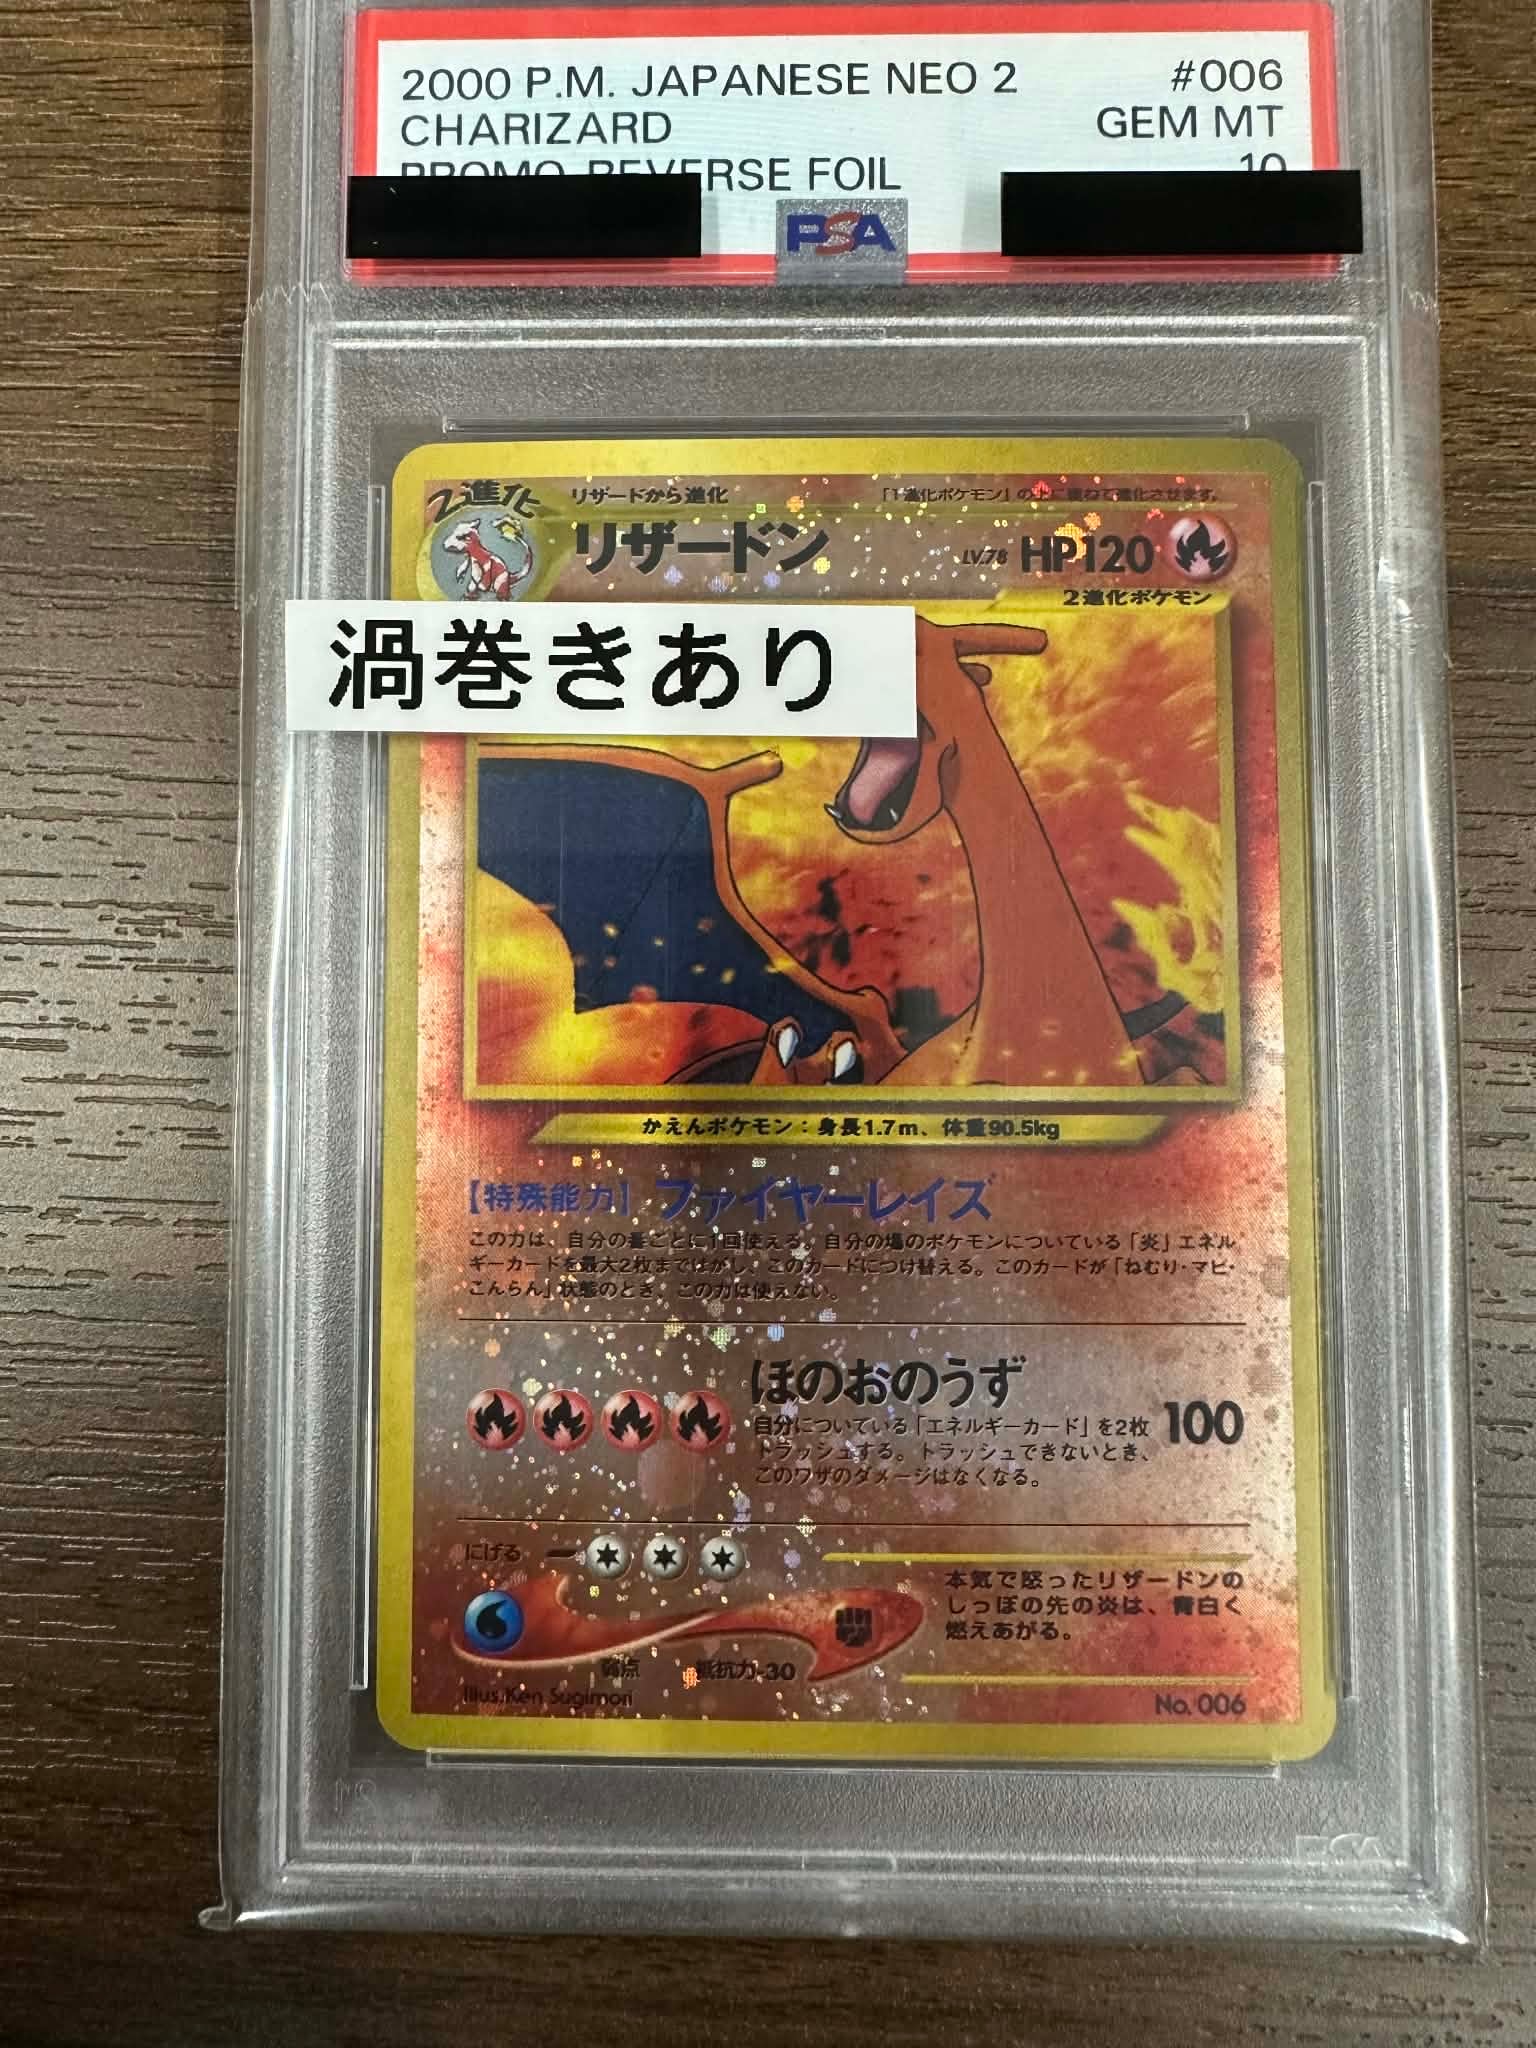 2000 P.M. JAPANESE NEO 2 #006
CHARIZARD GEM MT
PROMO-REVERSE FOIL 10
PSA
2進化 リザードから進化 「1進化ポケモン」の上に重ねて進化させます。
リザードン LV.78 HP120
2進化ポケモン
渦巻きあり
かえんポケモン:身長1.7m、体重90.5kg
【特殊能力】ファイヤーレイズ
この力は、自分の番ごとに1回使える。自分の場のポケモンについている「炎」エネル
ギーカードを最大2枚まではがし、このカードにつけ替える。このカードが「ねむり・マヒ・
こんらん」状態のとき、この力は使えない。
ほのおのうず
自分についている「エネルギーカード」を2枚
トラッシュする。トラッシュできないとき、
このワザのダメージはなくなる。
100
にげる
弱点 抵抗力-30
本気で怒ったリザードンの
しっぽの先の炎は、青白く
燃えあがる。
Illus.Ken Sugimori No. 006
PSA